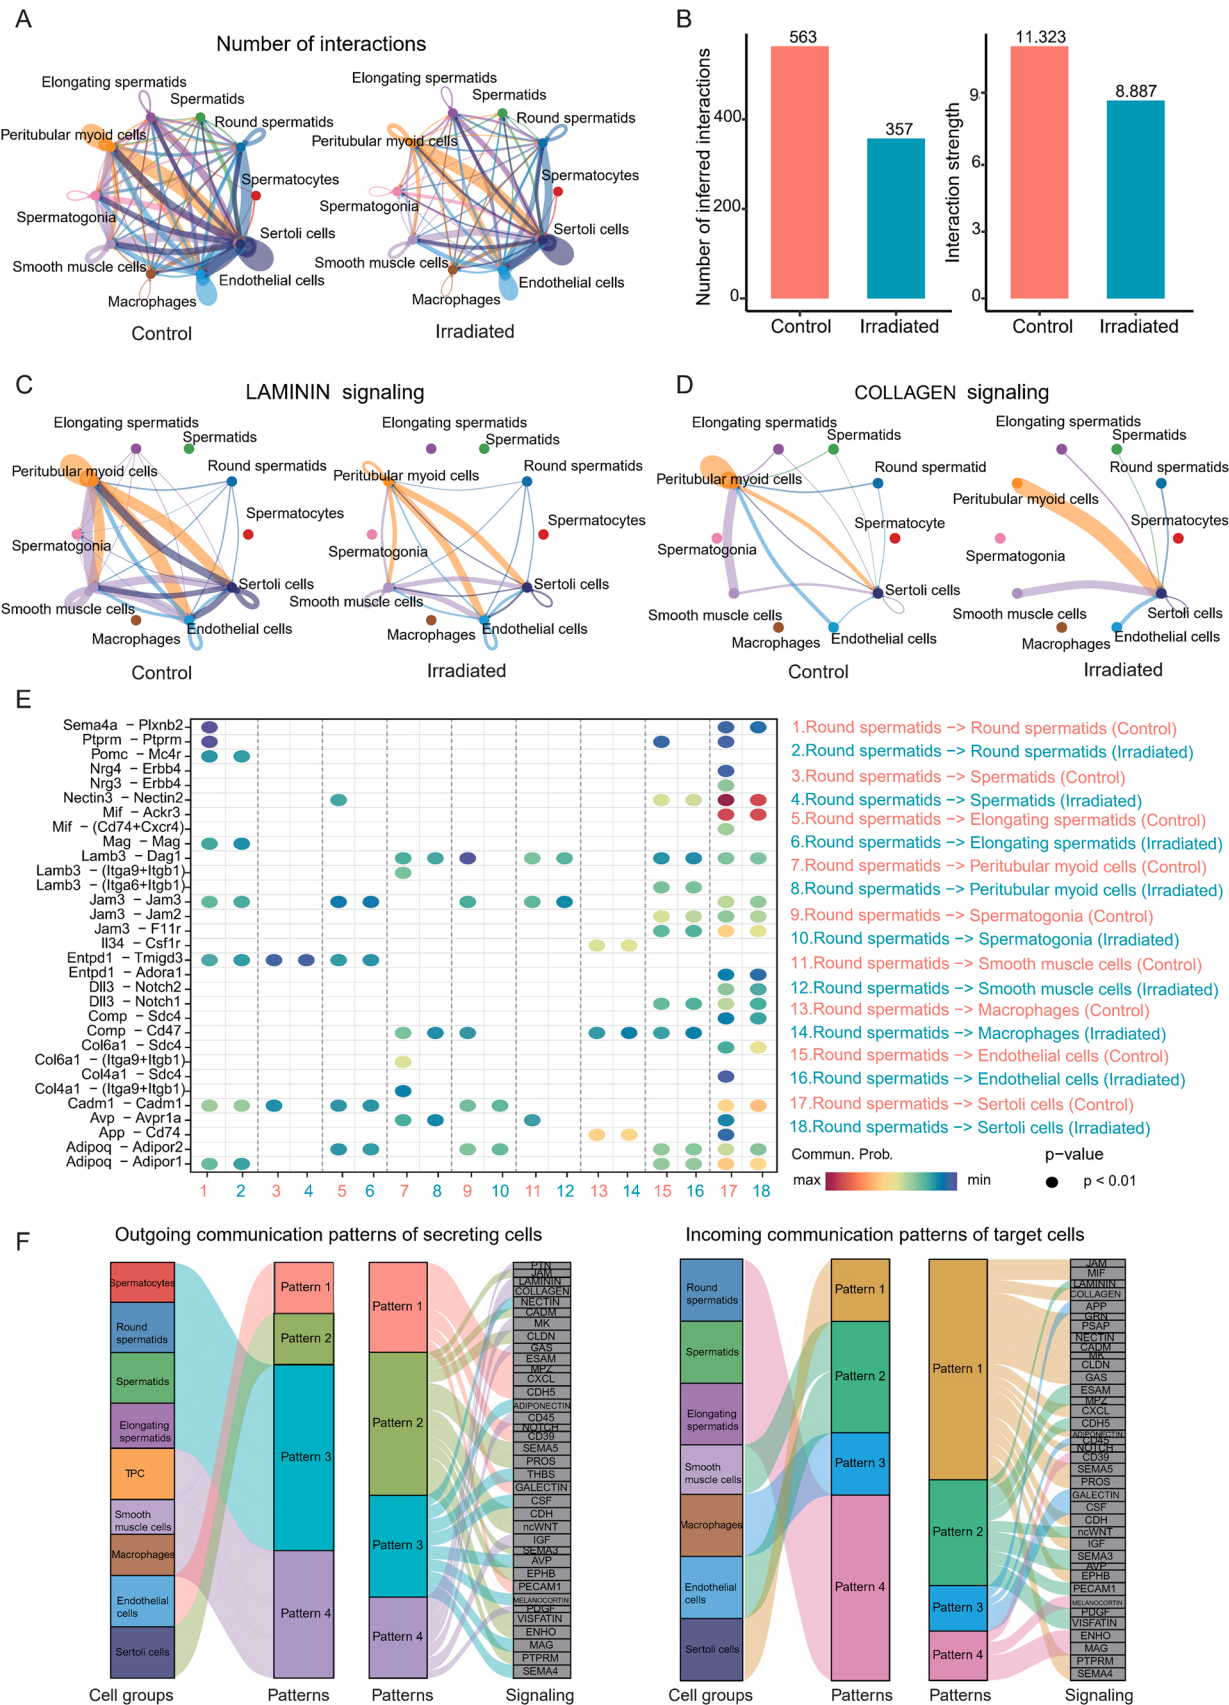 A
Number of interactions
Elongating spermatids
Spermatids
Round spermatids
Peritubular myoid cells
Spermatocytes
Spermatogonia
Sertoli cells
Smooth muscle cells
Endothelial cells
Macrophages
Control
Elongating spermatids
Spermatids
Round spermatids
Peritubular myoid cells
Spermatocytes
Spermatogonia
Sertoli cells
Smooth muscle cells
Endothelial cells
Macrophages
Irradiated
B
Number of inferred interactions
400
200
0
563
357
Control
Irradiated
Interaction strength
9
6
3
0
11.323
8.887
Control
Irradiated
C
LAMININ signaling
Elongating spermatids
Spermatids
Peritubular myoid cells
Round spermatids
Spermatocytes
Spermatogonia
Sertoli cells
Smooth muscle cells
Endothelial cells
Macrophages
Control
Elongating spermatids
Spermatids
Peritubular myoid cells
Round spermatids
Spermatocytes
Spermatogonia
Sertoli cells
Smooth muscle cells
Endothelial cells
Macrophages
Irradiated
D
COLLAGEN signaling
Elongating spermatids
Spermatids
Round spermatid
Peritubular myoid cells
Spermatocyte
Spermatogonia
Sertoli cells
Smooth muscle cells
Endothelial cells
Macrophages
Control
Elongating spermatids
Spermatids
Round spermatids
Peritubular myoid cells
Spermatocytes
Spermatogonia
Smooth muscle cells
Sertoli cells
Macrophages
Endothelial cells
Irradiated
E
Sema4a − Plxnb2
Ptprm − Ptprm
Pomc − Mc4r
Nrg4 − Erbb4
Nrg3 − Erbb4
Nectin3 − Nectin2
Mif − Ackr3
Mif − (Cd74+Cxcr4)
Mag − Mag
Lamb3 − Dag1
Lamb3 − (Itga9+Itgb1)
Lamb3 − (Itga6+Itgb1)
Jam3 − Jam3
Jam3 − Jam2
Jam3 − F11r
Il34 − Csf1r
Entpd1 − Tmigd3
Entpd1 − Adora1
Dll3 − Notch2
Dll3 − Notch1
Comp − Sdc4
Comp − Cd47
Col6a1 − Sdc4
Col6a1 − (Itga9+Itgb1)
Col4a1 − Sdc4
Col4a1 − (Itga9+Itgb1)
Cadm1 − Cadm1
Avp − Avpr1a
App − Cd74
Adipoq − Adipor2
Adipoq − Adipor1
1 2 3 4 5 6 7 8 9 10 11 12 13 14 15 16 17 18
1.Round spermatids −> Round spermatids (Control)
2.Round spermatids −> Round spermatids (Irradiated)
3.Round spermatids −> Spermatids (Control)
4.Round spermatids −> Spermatids (Irradiated)
5.Round spermatids −> Elongating spermatids (Control)
6.Round spermatids −> Elongating spermatids (Irradiated)
7.Round spermatids −> Peritubular myoid cells (Control)
8.Round spermatids −> Peritubular myoid cells (Irradiated)
9.Round spermatids −> Spermatogonia (Control)
10.Round spermatids −> Spermatogonia (Irradiated)
11.Round spermatids −> Smooth muscle cells (Control)
12.Round spermatids −> Smooth muscle cells (Irradiated)
13.Round spermatids −> Macrophages (Control)
14.Round spermatids −> Macrophages (Irradiated)
15.Round spermatids −> Endothelial cells (Control)
16.Round spermatids −> Endothelial cells (Irradiated)
17.Round spermatids −> Sertoli cells (Control)
18.Round spermatids −> Sertoli cells (Irradiated)
Commun. Prob.
max
min
p−value
p < 0.01
F
Outgoing communication patterns of secreting cells
Spermatocytes
Round
spermatids
Spermatids
Elongating
spermatids
TPC
Smooth
muscle cells
Macrophages
Endothelial
cells
Sertoli cells
Pattern 1
Pattern 2
Pattern 3
Pattern 4
Pattern 1
Pattern 2
Pattern 3
Pattern 4
PTN
JAM
LAMININ
COLLAGEN
NECTIN
CADM
MK
CLDN
GAS
ESAM
MPZ
CXCL
CDH5
ADIPONECTIN
CD45
NOTCH
CD39
SEMA5
PROS
THBS
GALECTIN
CSF
CDH
ncWNT
IGF
SEMA3
AVP
EPHB
PECAM1
MELANOCORTIN
PDGF
VISFATIN
ENHO
MAG
PTPRM
SEMA4
Cell groups
Patterns
Patterns
Signaling
Incoming communication patterns of target cells
Round
spermatids
Spermatids
Elongating
spermatids
Smooth
muscle cells
Macrophages
Endothelial
cells
Sertoli cells
Pattern 1
Pattern 2
Pattern 3
Pattern 4
Pattern 1
Pattern 2
Pattern 3
Pattern 4
JAM
MIF
LAMININ
COLLAGEN
APP
GRN
PSAP
NECTIN
CADM
MK
CLDN
GAS
ESAM
MPZ
CXCL
CDH5
ADIPONECTIN
CD45
NOTCH
CD39
SEMA5
PROS
GALECTIN
CSF
CDH
ncWNT
IGF
SEMA3
AVP
EPHB
PECAM1
MELANOCORTIN
PDGF
VISFATIN
ENHO
MAG
PTPRM
SEMA4
Cell groups
Patterns
Patterns
Signaling